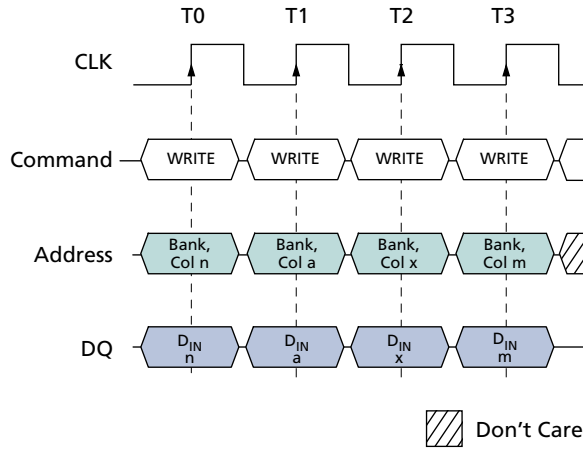 T0 T1 T2 T3
CLK
Command WRITE WRITE WRITE WRITE
Address Bank, Col n Bank, Col a Bank, Col x Bank, Col m
DQ DIN n DIN a DIN x DIN m
Don't Care